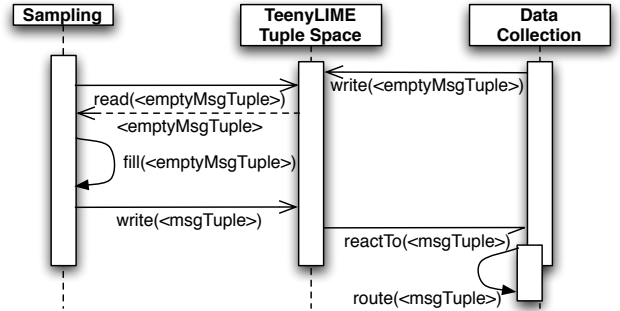 Sampling
TeenyLIME
Tuple Space
Data
Collection
write(<emptyMsgTuple>)
read(<emptyMsgTuple>)
<emptyMsgTuple>
fill(<emptyMsgTuple>)
write(<msgTuple>)
reactTo(<msgTuple>)
route(<msgTuple>)